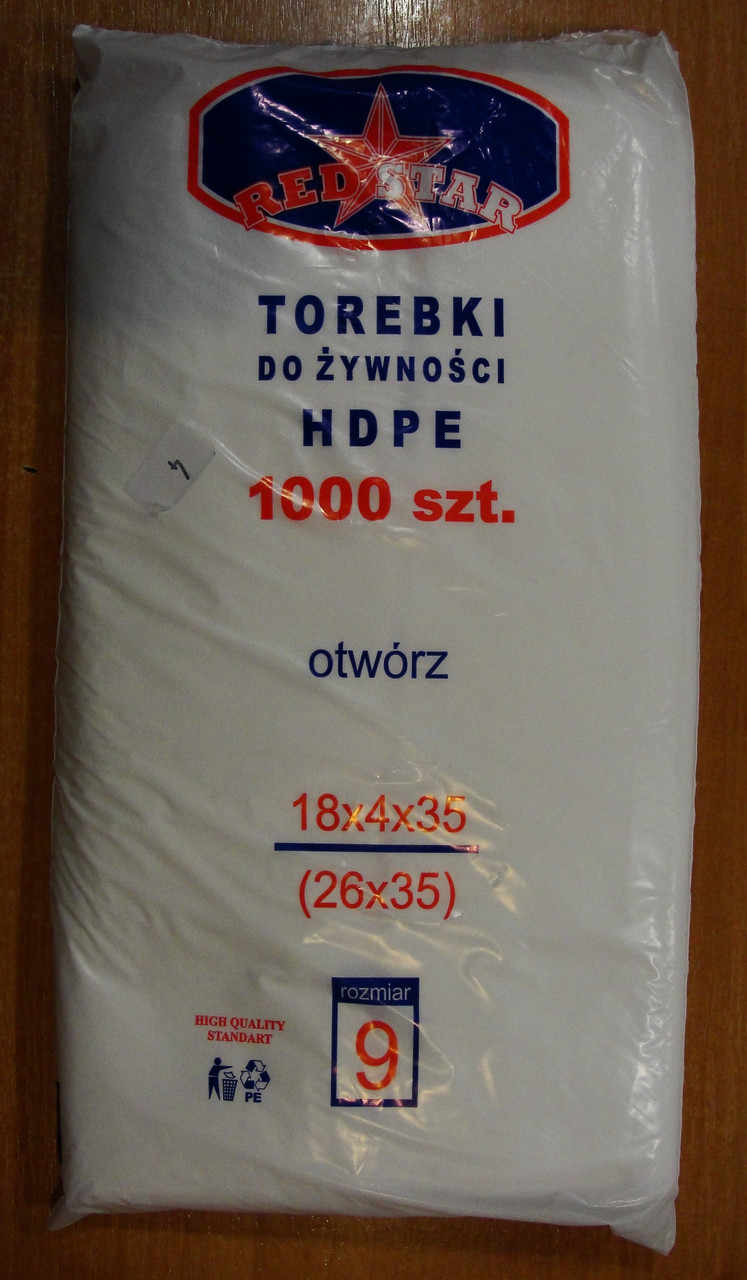 RED STAR
TOREBKI
DO ŻYWNOŚCI
HDPE
1000 szt.
otwórz
18x4x35
(26x35)
rozmiar
9
HIGH QUALITY
STANDART
PE